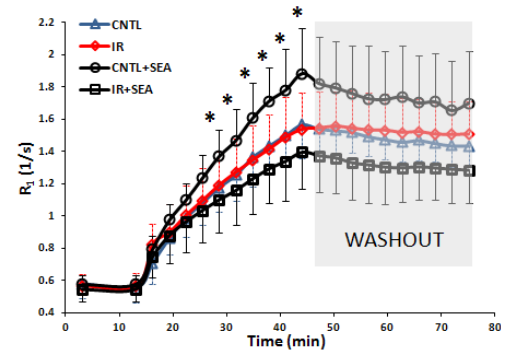 2.2
2
1.8
1.6
1.4
1.2
1
0.8
0.6
0.4
R1 (1/s)
CNTL
IR
CNTL+SEA
IR+SEA
* * * * * *
WASHOUT
0 10 20 30 40 50 60 70 80
Time (min)